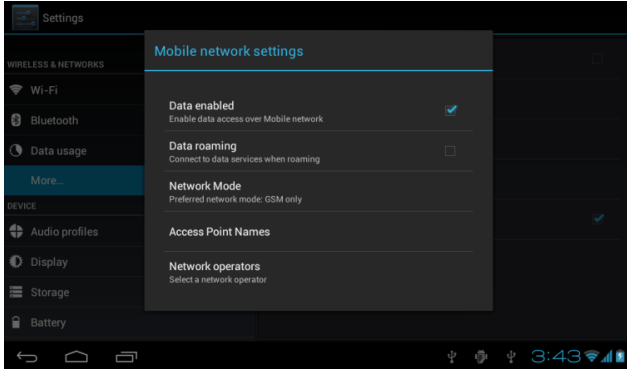 Settings
WIRELESS & NETWORKS
Wi-Fi
Bluetooth
Data usage
More...
DEVICE
Audio profiles
Display
Storage
Battery
Mobile network settings
Data enabled
Enable data access over Mobile network
Data roaming
Connect to data services when roaming
Network Mode
Preferred network mode: GSM only
Access Point Names
Network operators
Select a network operator
3:43